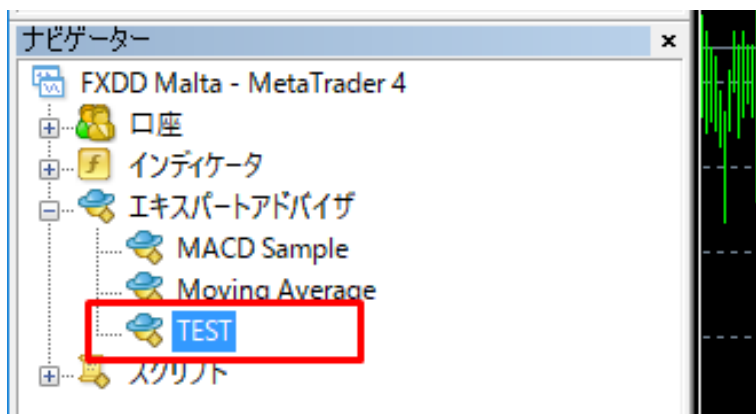 ナビゲーター
FXDD Malta - MetaTrader 4
口座
インディケータ
エキスパートアドバイザ
MACD Sample
Moving Average
TEST
スクリプト